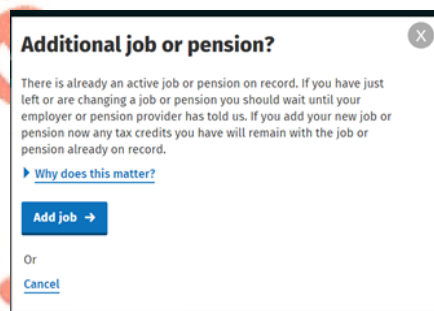 Additional job or pension?
X
There is already an active job or pension on record. If you have just
left or are changing a job or pension you should wait until your
employer or pension provider has told us. If you add your new job or
pension now any tax credits you have will remain with the job or
pension already on record.
Why does this matter?
Add job →
Or
Cancel